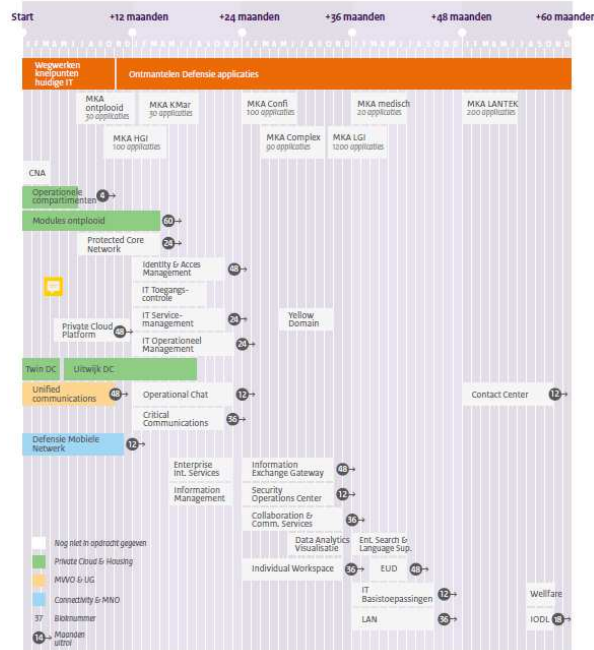 Start +12 maanden +24 maanden +36 maanden +48 maanden +60 maanden
Wegwerken
knelpunten
huidige IT
Ontmantelen Defensie applicaties
MKA
ontplooid
30 applicaties
MKA KMar
30 applicaties
MKA Confi
100 applicaties
MKA medisch
20 applicaties
MKA LANTEK
200 applicaties
MKA HGI
100 applicaties
MKA Complex
90 applicaties
MKA LGI
1200 applicaties
CNA
Operationele
compartimenten
4
Modules ontplooid
60
Protected Core
Network
24
Identity & Acces
Management
48
IT Toegangs-
controle
IT Service-
management
24
Yellow
Domain
Private Cloud
Platform
48
IT Operationeel
Management
24
Twin DC
Uitwijk DC
Unified
communications
48
Operational Chat
12
Contact Center
12
Critical
Communications
36
Defensie Mobiele
Netwerk
12
Enterprise
Int. Services
Information
Exchange Gateway
48
Information
Management
Security
Operations Center
12
Collaboration &
Comm. Services
36
Data Analytics
Visualisatie
Ent. Search &
Language Sup.
Individual Workspace
36
EUD
48
IT
Basistoepassingen
12
Wellfare
LAN
36
IODL
18
Nog niet in opdracht gegeven
Private Cloud & Housing
MVVO & UG
Connectivity & MNO
37 Bloknummer
14 Maanden
uitrol